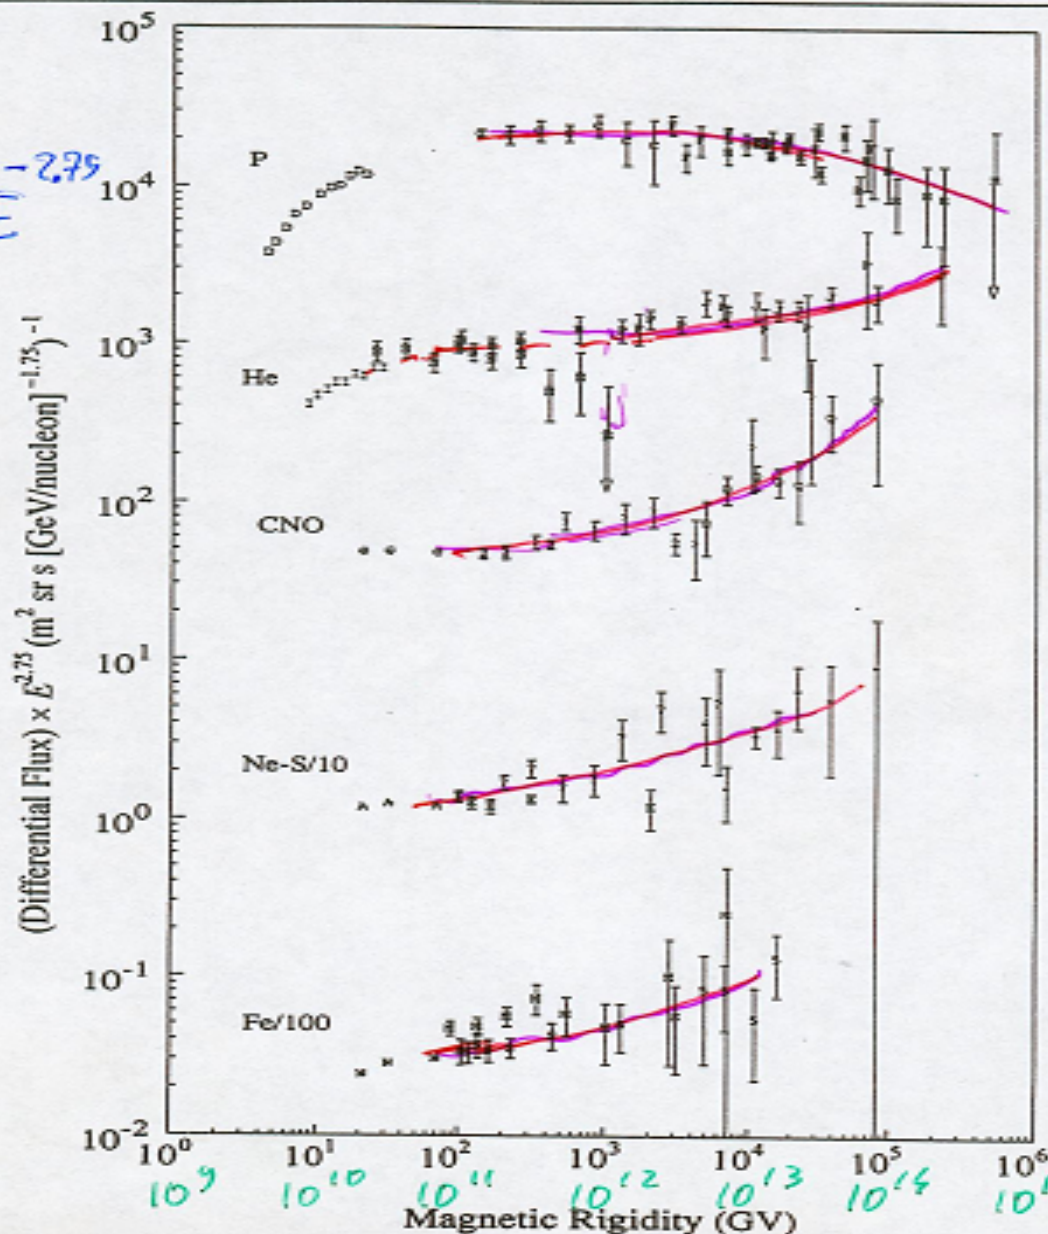 10^5
P
- 2.75
10^4
10^3
He
10^2
CNO
10^1
Ne-S/10
10^0
10^-1
Fe/100
10^-2
(Differential Flux) × E^2.75 (m^2 sr s [GeV/nucleon]^-1.75)^-1
10^0 10^1 10^2 10^3 10^4 10^5 10^6
10^9 10^10 10^11 10^12 10^13 10^14
Magnetic Rigidity (GV)